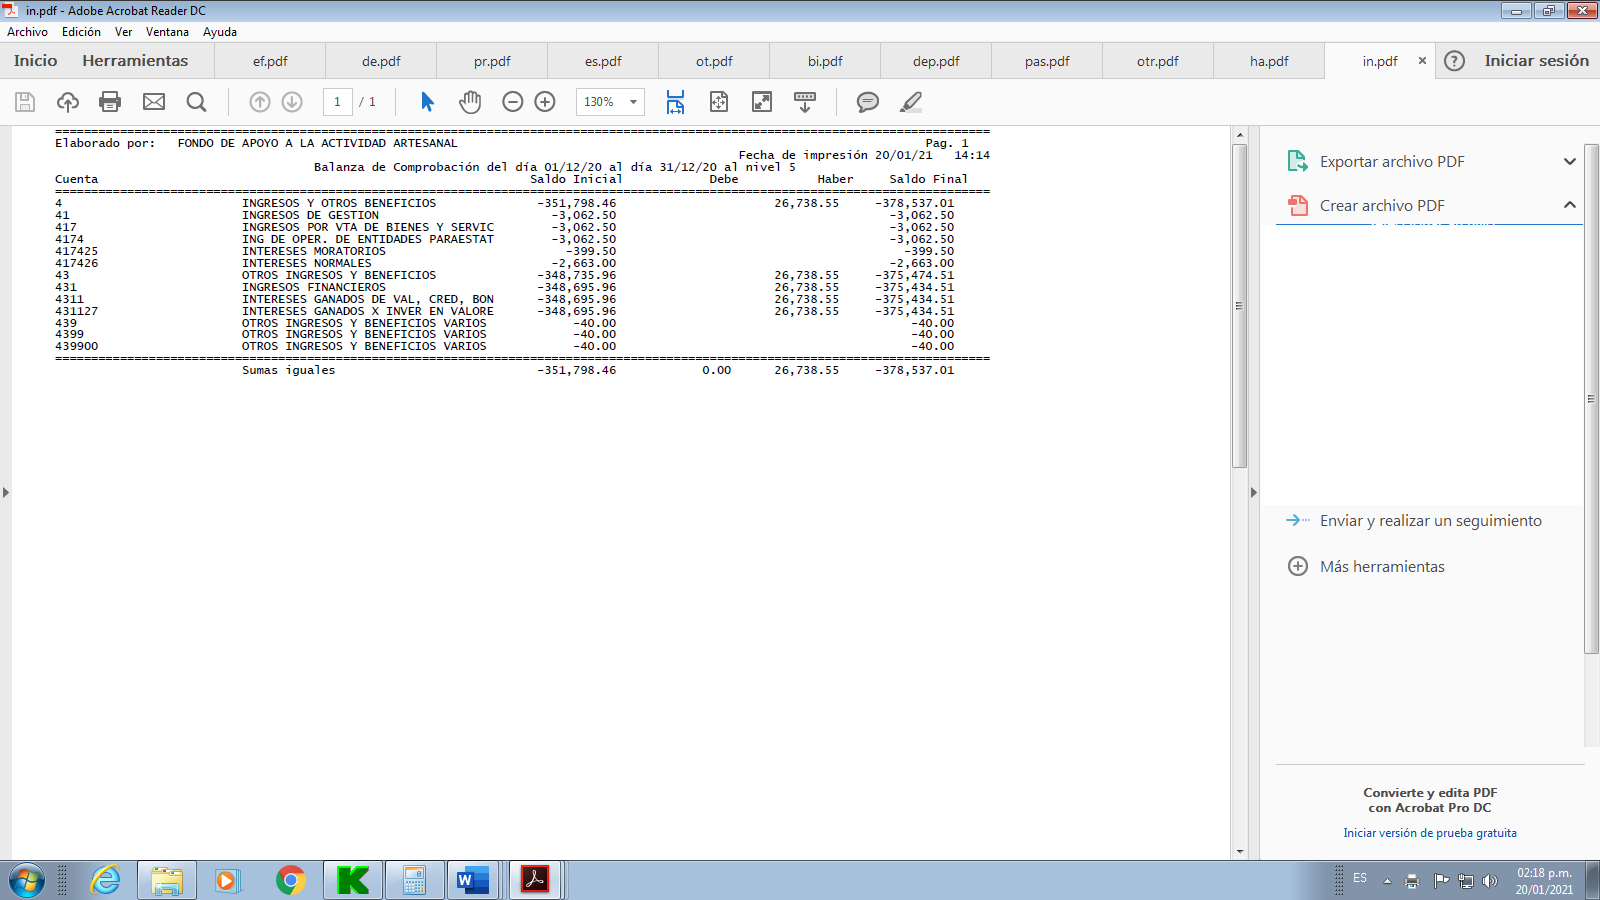 in.pdf - Adobe Acrobat Reader DC
Archivo Edición Ver Ventana Ayuda
Inicio Herramientas ef.pdf de.pdf pr.pdf es.pdf ot.pdf bi.pdf dep.pdf pas.pdf otr.pdf ha.pdf in.pdf × ? Iniciar sesión
1 / 1 130%
Elaborado por: FONDO DE APOYO A LA ACTIVIDAD ARTESANAL Pag. 1
Fecha de impresión 20/01/21 14:14
Balanza de Comprobación del día 01/12/20 al día 31/12/20 al nivel 5
Cuenta Saldo Inicial Debe Haber Saldo Final
4 INGRESOS Y OTROS BENEFICIOS -351,798.46 26,738.55 -378,537.01
41 INGRESOS DE GESTION -3,062.50 -3,062.50
417 INGRESOS POR VTA DE BIENES Y SERVIC -3,062.50 -3,062.50
4174 ING DE OPER. DE ENTIDADES PARAESTAT -3,062.50 -3,062.50
417425 INTERESES MORATORIOS -399.50 -399.50
417426 INTERESES NORMALES -2,663.00 -2,663.00
43 OTROS INGRESOS Y BENEFICIOS -348,735.96 26,738.55 -375,474.51
431 INGRESOS FINANCIEROS -348,695.96 26,738.55 -375,434.51
4311 INTERESES GANADOS DE VAL, CRED, BON -348,695.96 26,738.55 -375,434.51
431127 INTERESES GANADOS X INVER EN VALORE -348,695.96 26,738.55 -375,434.51
439 OTROS INGRESOS Y BENEFICIOS VARIOS -40.00 -40.00
4399 OTROS INGRESOS Y BENEFICIOS VARIOS -40.00 -40.00
439900 OTROS INGRESOS Y BENEFICIOS VARIOS -40.00 -40.00
Sumas iguales -351,798.46 0.00 26,738.55 -378,537.01
Exportar archivo PDF
Crear archivo PDF
Enviar y realizar un seguimiento
Más herramientas
Convierte y edita PDF
con Acrobat Pro DC
Iniciar versión de prueba gratuita
ES
02:18 p.m.
20/01/2021